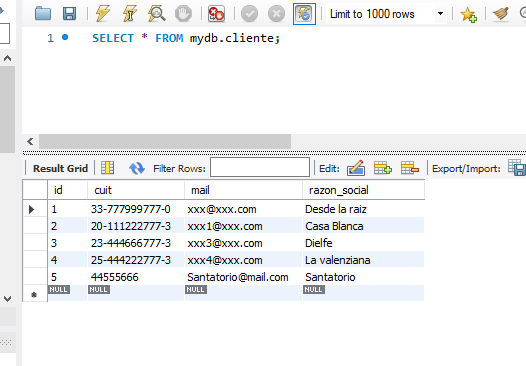 Limit to 1000 rows
1 SELECT * FROM mydb.cliente;
Result Grid Filter Rows: Edit: Export/Import:
id cuit mail razon_social
1 33-777999777-0 xxx@xxx.com Desde la raiz
2 20-111222777-3 xxx1@xxx.com Casa Blanca
3 23-444666777-3 xxx3@xxx.com Dielfe
4 25-444222777-3 xxx4@xxx.com La valenziana
5 44555666 Santatorio@mail.com Santatorio
NULL NULL NULL NULL